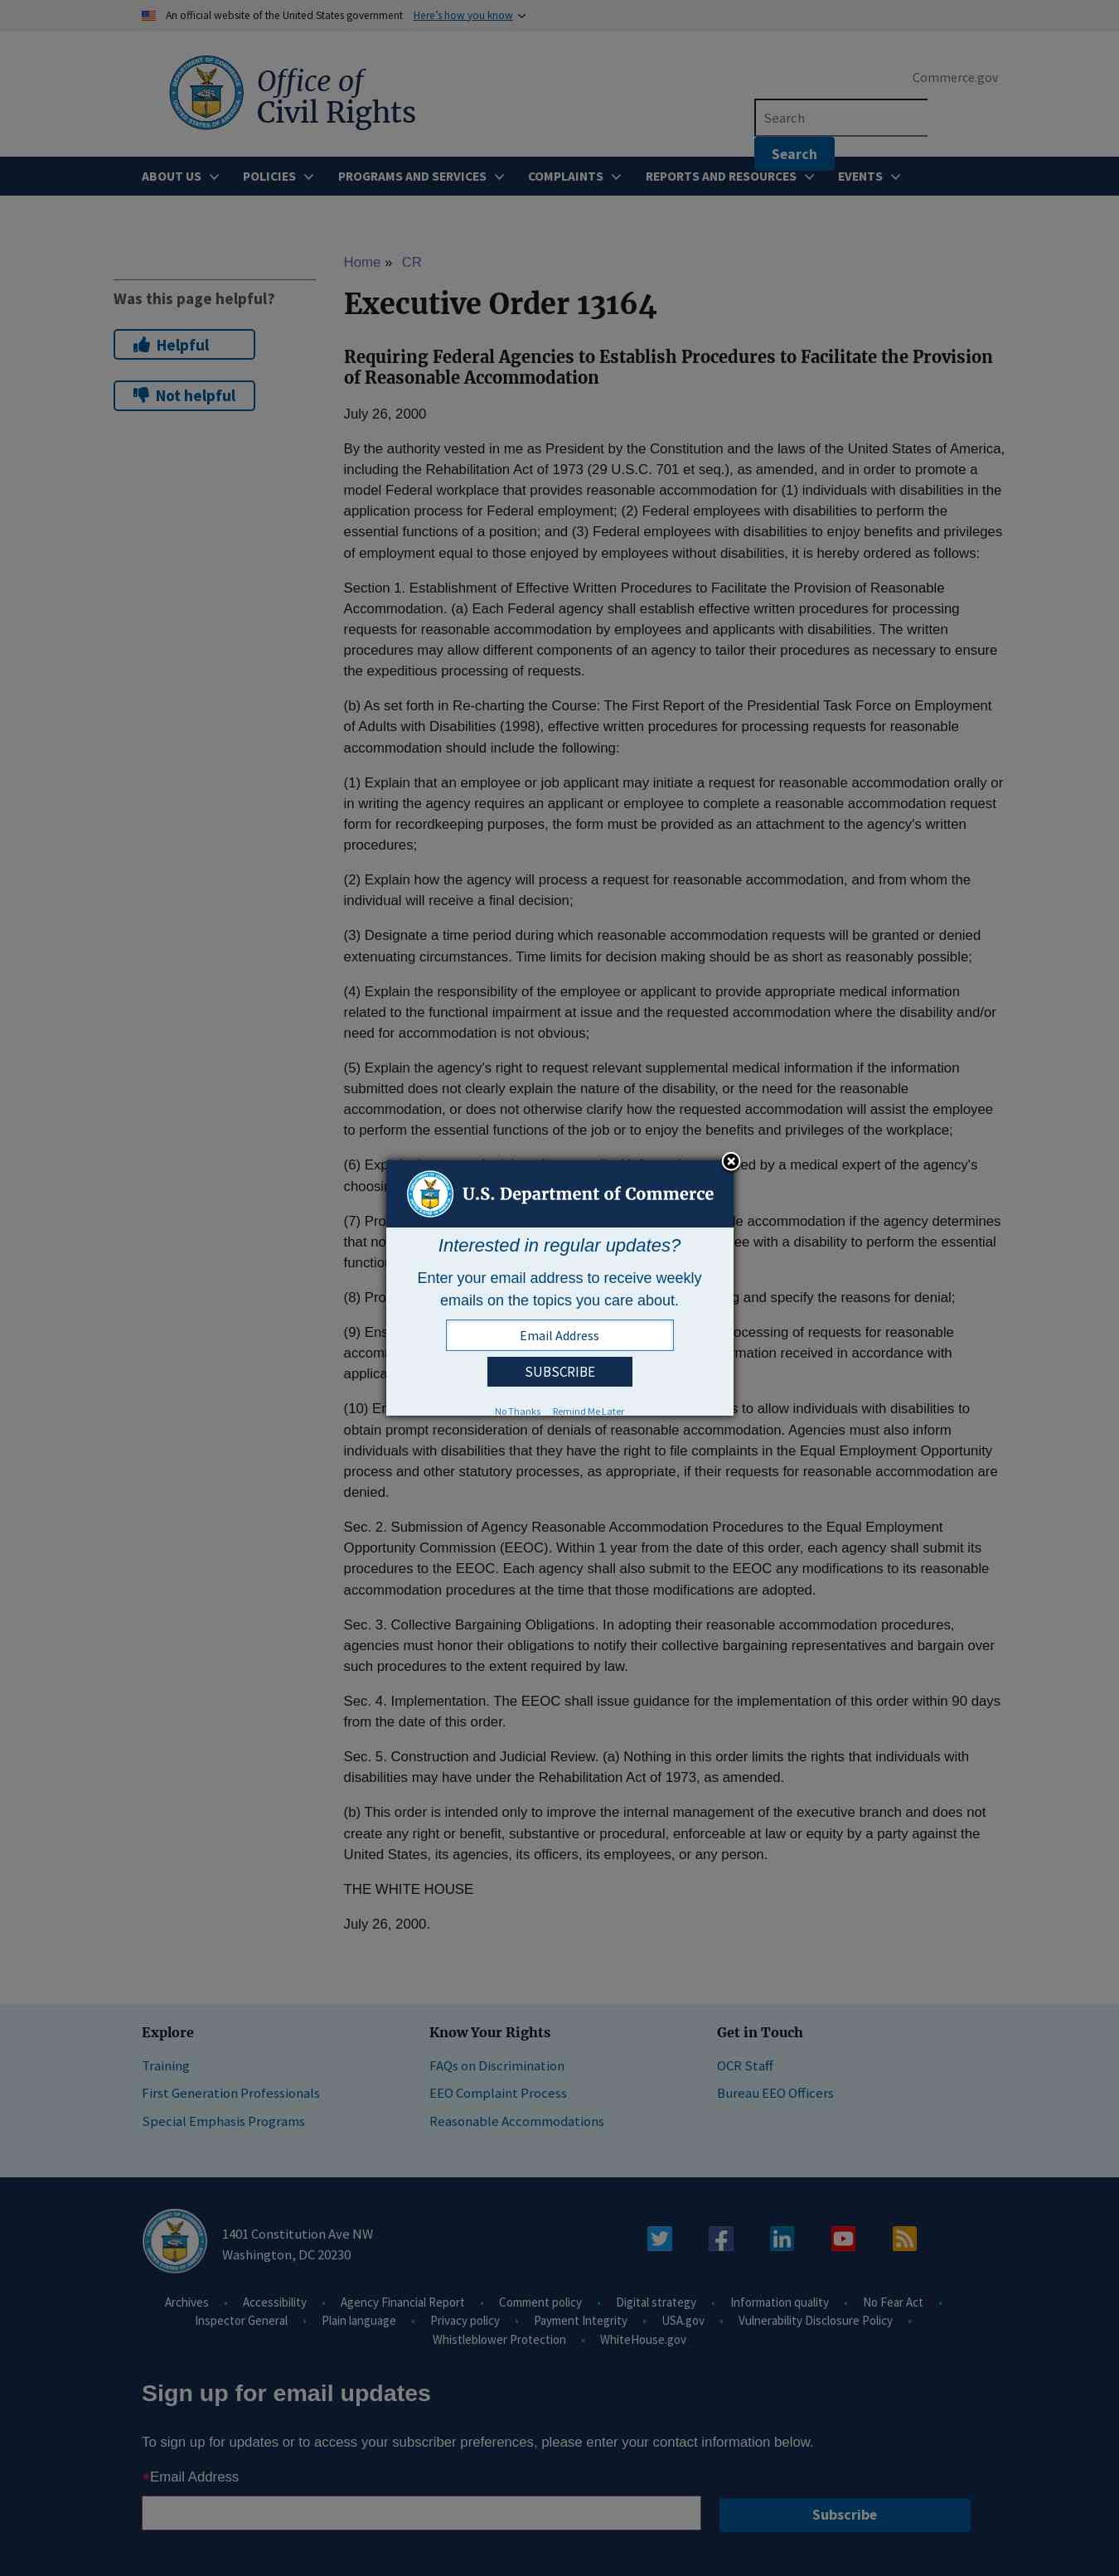 An official website of the United States government Here's how you know
Office of
Civil Rights
Commerce.gov
Search
Search
ABOUT US POLICIES PROGRAMS AND SERVICES COMPLAINTS REPORTS AND RESOURCES EVENTS
Home » CR
Was this page helpful?
Helpful
Not helpful
Executive Order 13164
Requiring Federal Agencies to Establish Procedures to Facilitate the Provision
of Reasonable Accommodation
July 26, 2000
By the authority vested in me as President by the Constitution and the laws of the United States of America,
including the Rehabilitation Act of 1973 (29 U.S.C. 701 et seq.), as amended, and in order to promote a
model Federal workplace that provides reasonable accommodation for (1) individuals with disabilities in the
application process for Federal employment; (2) Federal employees with disabilities to perform the
essential functions of a position; and (3) Federal employees with disabilities to enjoy benefits and privileges
of employment equal to those enjoyed by employees without disabilities, it is hereby ordered as follows:
Section 1. Establishment of Effective Written Procedures to Facilitate the Provision of Reasonable
Accommodation. (a) Each Federal agency shall establish effective written procedures for processing
requests for reasonable accommodation by employees and applicants with disabilities. The written
procedures may allow different components of an agency to tailor their procedures as necessary to ensure
the expeditious processing of requests.
(b) As set forth in Re-charting the Course: The First Report of the Presidential Task Force on Employment
of Adults with Disabilities (1998), effective written procedures for processing requests for reasonable
accommodation should include the following:
(1) Explain that an employee or job applicant may initiate a request for reasonable accommodation orally or
in writing the agency requires an applicant or employee to complete a reasonable accommodation request
form for recordkeeping purposes, the form must be provided as an attachment to the agency's written
procedures;
(2) Explain how the agency will process a request for reasonable accommodation, and from whom the
individual will receive a final decision;
(3) Designate a time period during which reasonable accommodation requests will be granted or denied
extenuating circumstances. Time limits for decision making should be as short as reasonably possible;
(4) Explain the responsibility of the employee or applicant to provide appropriate medical information
related to the functional impairment at issue and the requested accommodation where the disability and/or
need for accommodation is not obvious;
(5) Explain the agency's right to request relevant supplemental medical information if the information
submitted does not clearly explain the nature of the disability, or the need for the reasonable
accommodation, or does not otherwise clarify how the requested accommodation will assist the employee
to perform the essential functions of the job or to enjoy the benefits and privileges of the workplace;
(6) by a medical expert of the agency's
(7) accommodation if the agency determines
that with a disability to perform the essential
(8) and specify the reasons for denial;
(9) of requests for reasonable
received in accordance with
(10) to allow individuals with disabilities to
obtain prompt reconsideration of denials of reasonable accommodation. Agencies must also inform
individuals with disabilities that they have the right to file complaints in the Equal Employment Opportunity
process and other statutory processes, as appropriate, if their requests for reasonable accommodation are
denied.
U.S. Department of Commerce
Interested in regular updates?
Enter your email address to receive weekly
emails on the topics you care about.
Email Address
SUBSCRIBE
No Thanks Remind Me Later
Sec. 2. Submission of Agency Reasonable Accommodation Procedures to the Equal Employment
Opportunity Commission (EEOC). Within 1 year from the date of this order, each agency shall submit its
procedures to the EEOC. Each agency shall also submit to the EEOC any modifications to its reasonable
accommodation procedures at the time that those modifications are adopted.
Sec. 3. Collective Bargaining Obligations. In adopting their reasonable accommodation procedures,
agencies must honor their obligations to notify their collective bargaining representatives and bargain over
such procedures to the extent required by law.
Sec. 4. Implementation. The EEOC shall issue guidance for the implementation of this order within 90 days
from the date of this order.
Sec. 5. Construction and Judicial Review. (a) Nothing in this order limits the rights that individuals with
disabilities may have under the Rehabilitation Act of 1973, as amended.
(b) This order is intended only to improve the internal management of the executive branch and does not
create any right or benefit, substantive or procedural, enforceable at law or equity by a party against the
United States, its agencies, its officers, its employees, or any person.
THE WHITE HOUSE
July 26, 2000.
Explore
Training
First Generation Professionals
Special Emphasis Programs
Know Your Rights
FAQs on Discrimination
EEO Complaint Process
Reasonable Accommodations
Get in Touch
OCR Staff
Bureau EEO Officers
1401 Constitution Ave NW
Washington, DC 20230
Archives • Accessibility • Agency Financial Report • Comment policy • Digital strategy • Information quality • No Fear Act •
Inspector General • Plain language • Privacy policy • Payment Integrity • USA.gov • Vulnerability Disclosure Policy •
Whistleblower Protection • WhiteHouse.gov
Sign up for email updates
To sign up for updates or to access your subscriber preferences, please enter your contact information below.
*Email Address
Subscribe